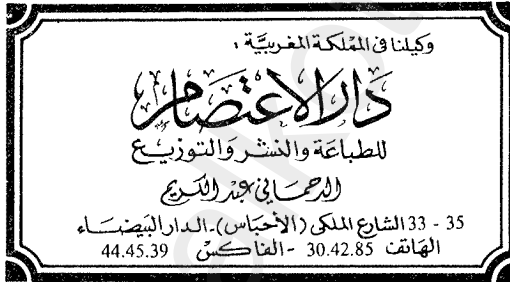 وكيلنا في المملكة المغربيّة :
دار الاعتصام
للطباعة والنشر والتوزيع
الدحماني عبد الكريم
35 - 33 الشارع الملكي (الأحباس) - الدار البيضاء
الهاتف 30.42.85 - الفاكس 44.45.39